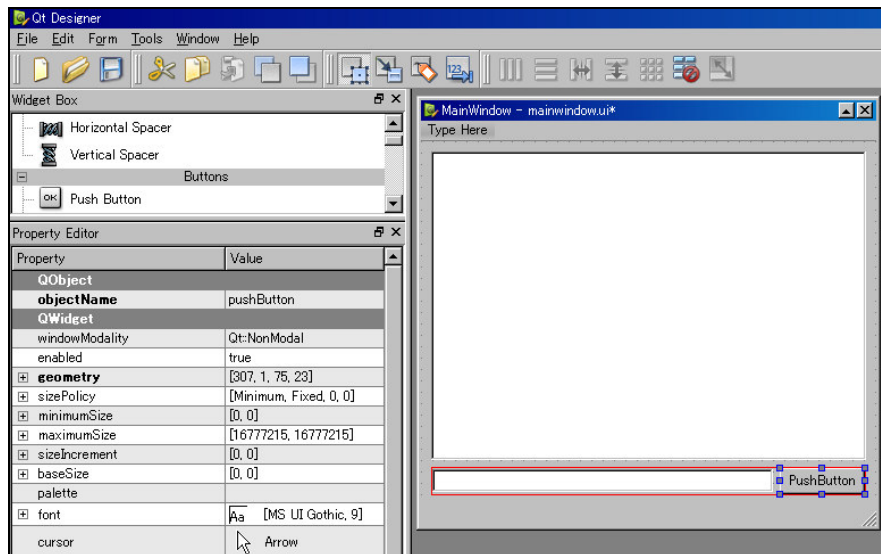 Qt Designer
File Edit Form Tools Window Help
123
Widget Box
Horizontal Spacer
Vertical Spacer
Buttons
OK Push Button
Property Editor
Property Value
QObject
objectName pushButton
QWidget
windowModality Qt::NonModal
enabled true
geometry [307, 1, 75, 23]
sizePolicy [Minimum, Fixed, 0, 0]
minimumSize [0, 0]
maximumSize [16777215, 16777215]
sizeIncrement [0, 0]
baseSize [0, 0]
palette
font Aa [MS UI Gothic, 9]
cursor Arrow
MainWindow - mainwindow.ui*
Type Here
PushButton